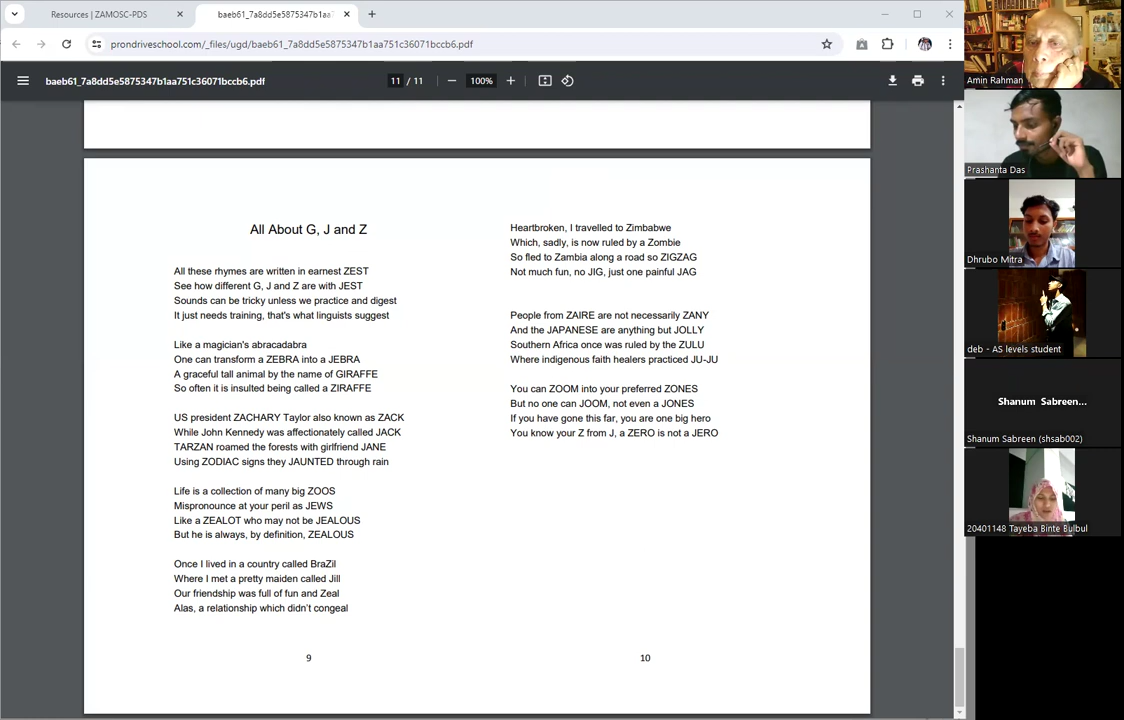 Resources | ZAMOSC-PDS
baeb61_7a8dd5e5875347b1aa7
prondriveschool.com/_files/ugd/baeb61_7a8dd5e5875347b1aa751c36071bccb6.pdf
baeb61_7a8dd5e5875347b1aa751c36071bccb6.pdf
11 / 11
100%
All About G, J and Z
All these rhymes are written in earnest ZEST
See how different G, J and Z are with JEST
Sounds can be tricky unless we practice and digest
It just needs training, that's what linguists suggest
Like a magician's abracadabra
One can transform a ZEBRA into a JEBRA
A graceful tall animal by the name of GIRAFFE
So often it is insulted being called a ZIRAFFE
US president ZACHARY Taylor also known as ZACK
While John Kennedy was affectionately called JACK
TARZAN roamed the forests with girlfriend JANE
Using ZODIAC signs they JAUNTED through rain
Life is a collection of many big ZOOS
Mispronounce at your peril as JEWS
Like a ZEALOT who may not be JEALOUS
But he is always, by definition, ZEALOUS
Once I lived in a country called BraZil
Where I met a pretty maiden called Jill
Our friendship was full of fun and Zeal
Alas, a relationship which didn't congeal
9
Heartbroken, I travelled to Zimbabwe
Which, sadly, is now ruled by a Zombie
So fled to Zambia along a road so ZIGZAG
Not much fun, no JIG, just one painful JAG
People from ZAIRE are not necessarily ZANY
And the JAPANESE are anything but JOLLY
Southern Africa once was ruled by the ZULU
Where indigenous faith healers practiced JU-JU
You can ZOOM into your preferred ZONES
But no one can JOOM, not even a JONES
If you have gone this far, you are one big hero
You know your Z from J, a ZERO is not a JERO
10
Amin Rahman
Prashanta Das
Dhrubo Mitra
deb - AS levels student
Shanum Sabreen...
Shanum Sabreen (shsab002)
20401148 Tayeba Binte Bulbul